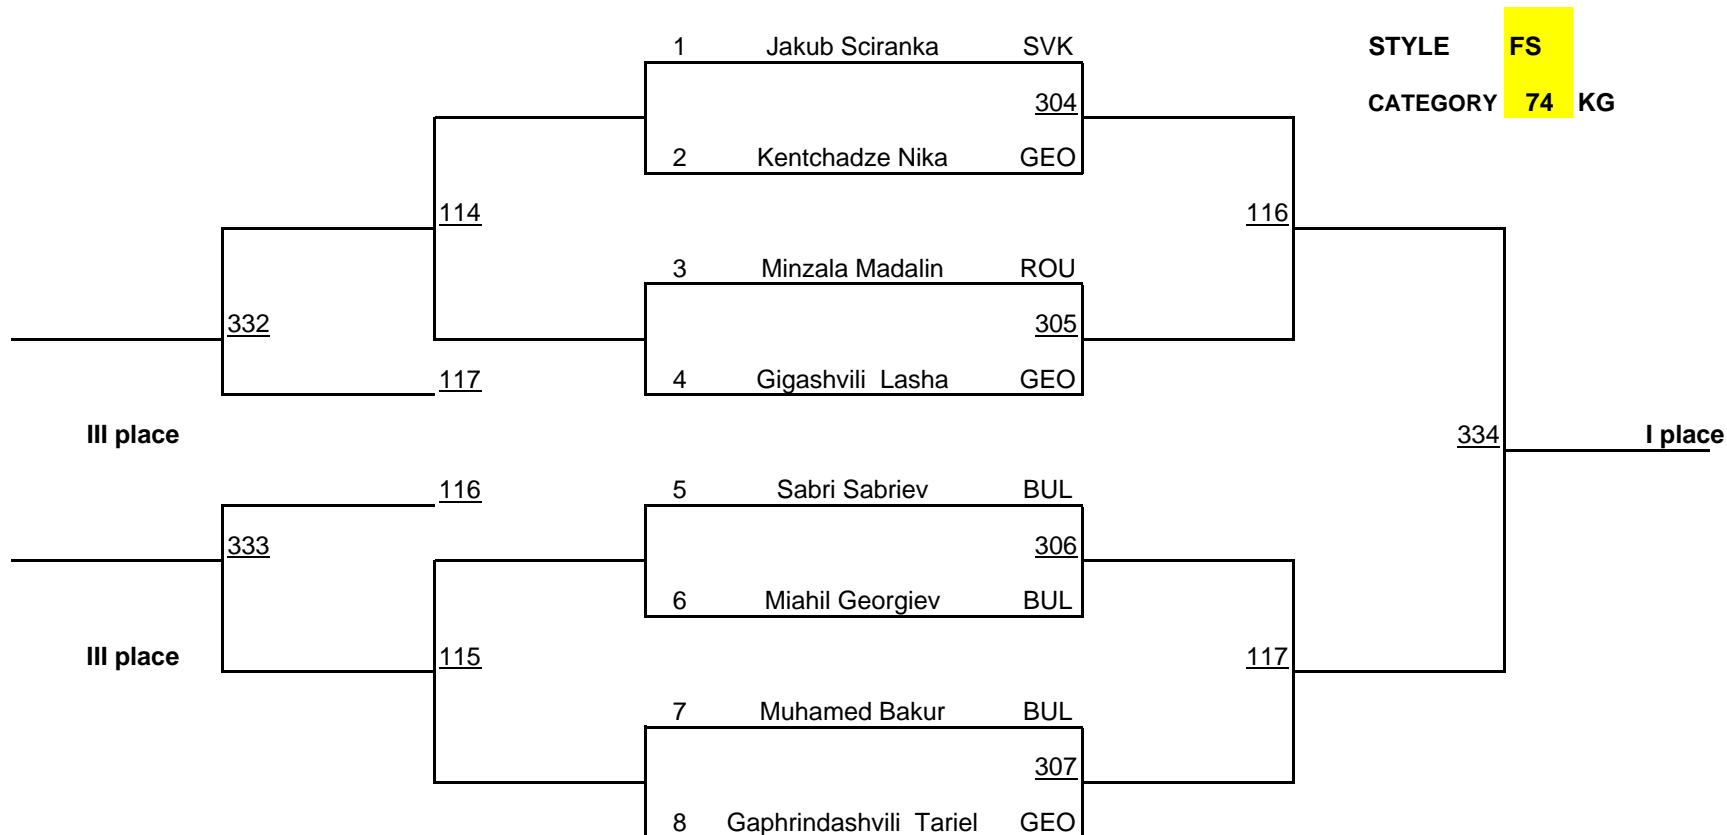 1 Jakub Sciranka SVK STYLE FS
304 CATEGORY 74 KG
2 Kentchadze Nika GEO
114 116
3 Minzala Madalin ROU
332 305
117 4 Gigashvili  Lasha GEO
III place 334 I place
116 5 Sabri Sabriev BUL
333 306
6 Miahil Georgiev BUL
III place 115 117
7 Muhamed Bakur BUL
307
8 Gaphrindashvili  Tariel GEO